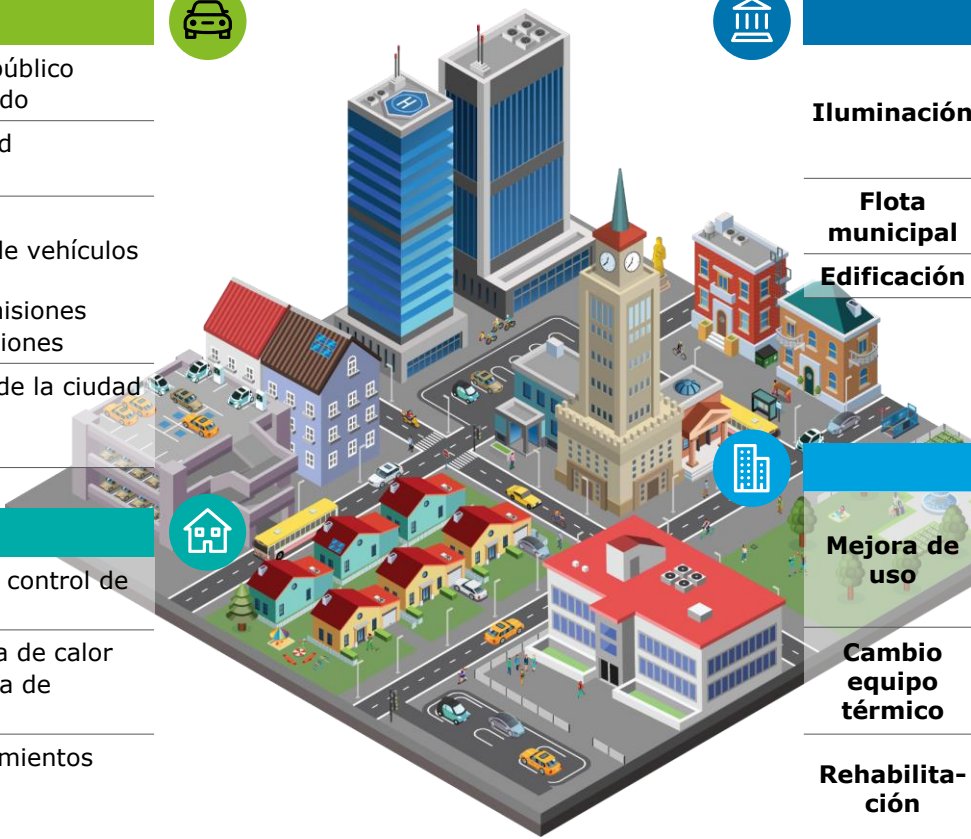 público
do
d
de vehículos
nisiones
iones
de la ciudad
control de
a de calor
a de
mientos
H
Iluminación
Flota
municipal
Edificación
Mejora de
uso
Cambio
equipo
térmico
Rehabilita-
ción